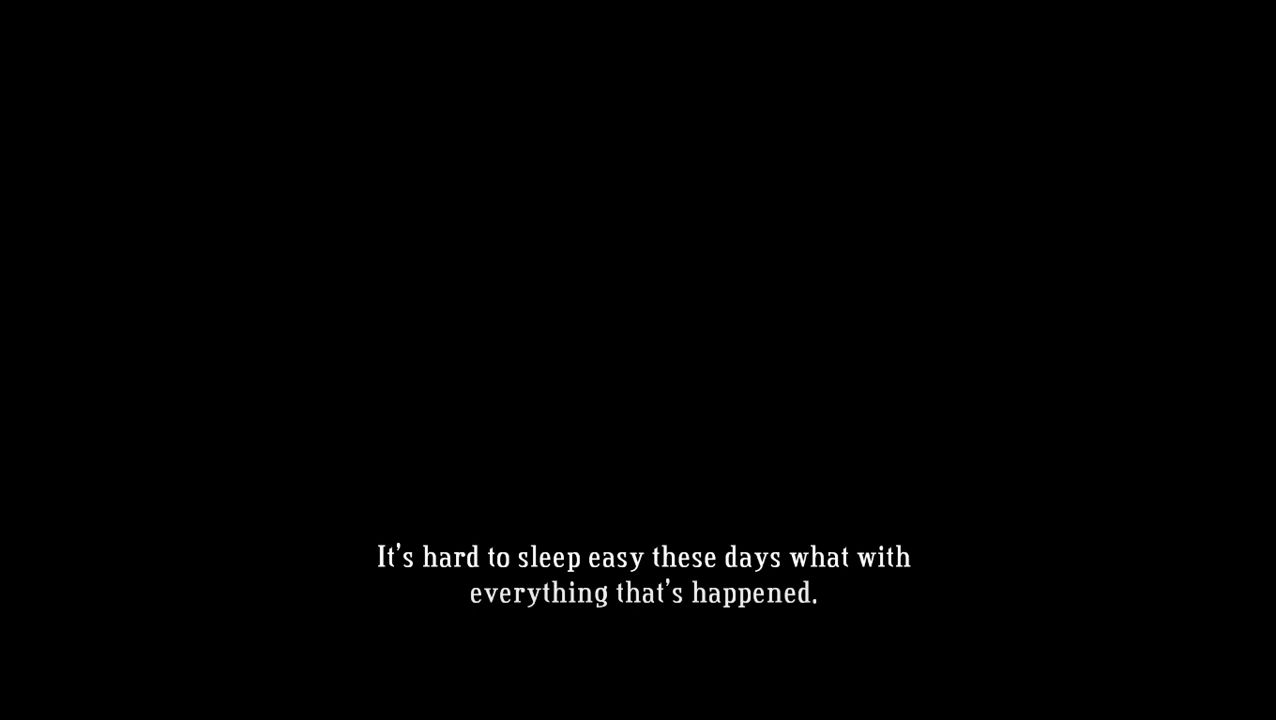 It's hard to sleep easy these days what with
everything that's happened.